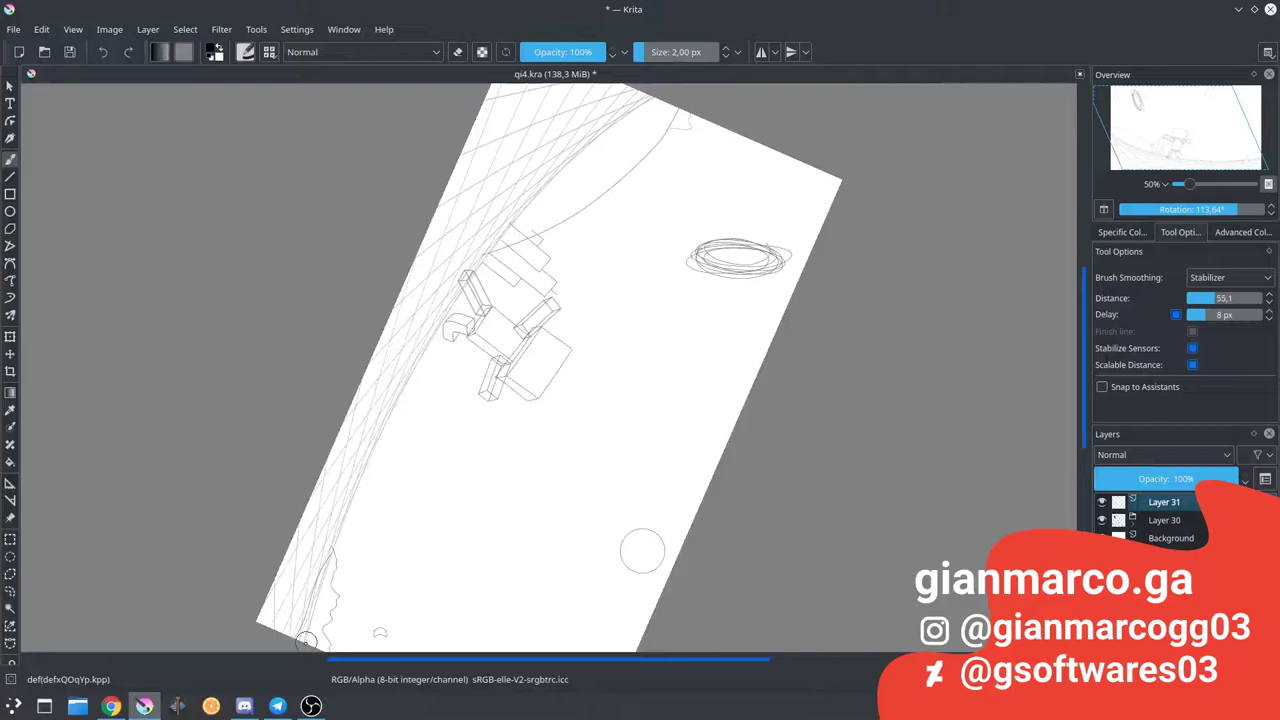 * — Krita
File Edit View Image Layer Select Filter Tools Settings Window Help
Normal Opacity: 100% Size: 2,00 px
qi4.kra (138,3 MiB) *
Overview
50%
Rotation: 113,64°
Specific Col... Tool Opti... Advanced Col...
Tool Options
Brush Smoothing: Stabilizer
Distance: 55,1
Delay: 8 px
Finish line:
Stabilize Sensors:
Scalable Distance:
Snap to Assistants
Layers
Normal
Opacity: 100%
Layer 31
Layer 30
Background
gianmarco.ga
@gianmarcogg03
@gsoftwares03
def(defxQOqYp.kpp) RGB/Alpha (8-bit integer/channel) sRGB-elle-V2-srgbtrc.icc